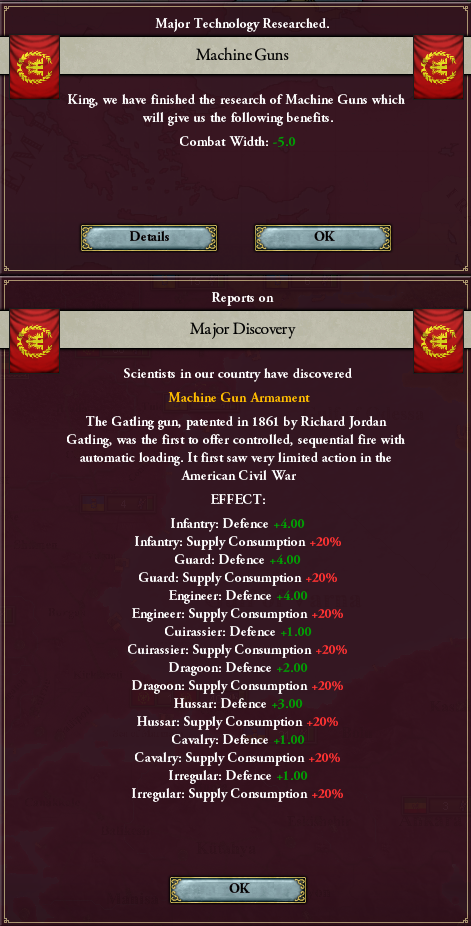 Major Technology Researched.
Machine Guns
King, we have finished the research of Machine Guns which
will give us the following benefits.
Combat Width: -5.0
Details
OK
Reports on
Major Discovery
Scientists in our country have discovered
Machine Gun Armament
The Gatling gun, patented in 1861 by Richard Jordan
Gatling, was the first to offer controlled, sequential fire with
automatic loading. It first saw very limited action in the
American Civil War
EFFECT:
Infantry: Defence +4.00
Infantry: Supply Consumption +20%
Guard: Defence +4.00
Guard: Supply Consumption +20%
Engineer: Defence +4.00
Engineer: Supply Consumption +20%
Cuirassier: Defence +1.00
Cuirassier: Supply Consumption +20%
Dragoon: Defence +2.00
Dragoon: Supply Consumption +20%
Hussar: Defence +3.00
Hussar: Supply Consumption +20%
Cavalry: Defence +1.00
Cavalry: Supply Consumption +20%
Irregular: Defence +1.00
Irregular: Supply Consumption +20%
OK